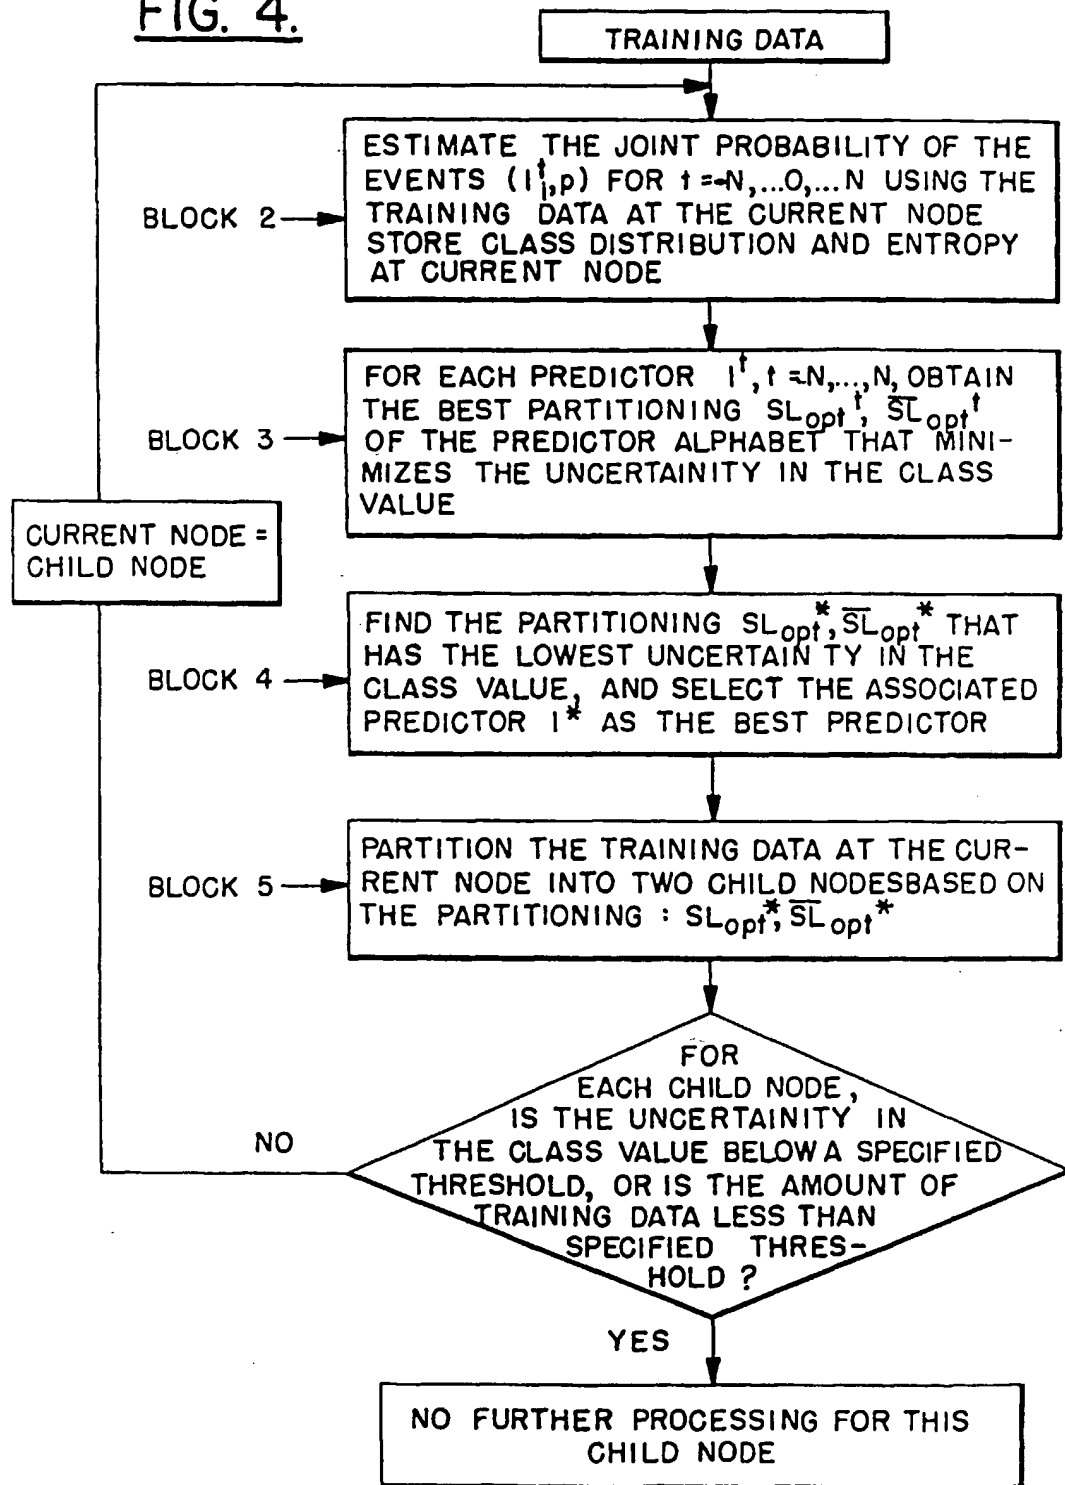 FIG. 4.
TRAINING DATA
BLOCK 2
ESTIMATE THE JOINT PROBABILITY OF THE
EVENTS (l_i^t,p) FOR t =-N,...O,...N USING THE
TRAINING DATA AT THE CURRENT NODE
STORE CLASS DISTRIBUTION AND ENTROPY
AT CURRENT NODE
BLOCK 3
FOR EACH PREDICTOR l^t, t =-N,...,N, OBTAIN
THE BEST PARTITIONING SL_opt^t, S̅L̅_opt^t
OF THE PREDICTOR ALPHABET THAT MINI-
MIZES THE UNCERTAINITY IN THE CLASS
VALUE
CURRENT NODE =
CHILD NODE
BLOCK 4
FIND THE PARTITIONING SL_opt^*, S̅L̅_opt^* THAT
HAS THE LOWEST UNCERTAIN TY IN THE
CLASS VALUE, AND SELECT THE ASSOCIATED
PREDICTOR l^* AS THE BEST PREDICTOR
BLOCK 5
PARTITION THE TRAINING DATA AT THE CUR-
RENT NODE INTO TWO CHILD NODESBASED ON
THE PARTITIONING : SL_opt^*, S̅L̅_opt^*
FOR
EACH CHILD NODE,
IS THE UNCERTAINITY IN
THE CLASS VALUE BELOW A SPECIFIED
THRESHOLD, OR IS THE AMOUNT OF
TRAINING DATA LESS THAN
SPECIFIED THRES-
HOLD ?
NO
YES
NO FURTHER PROCESSING FOR THIS
CHILD NODE